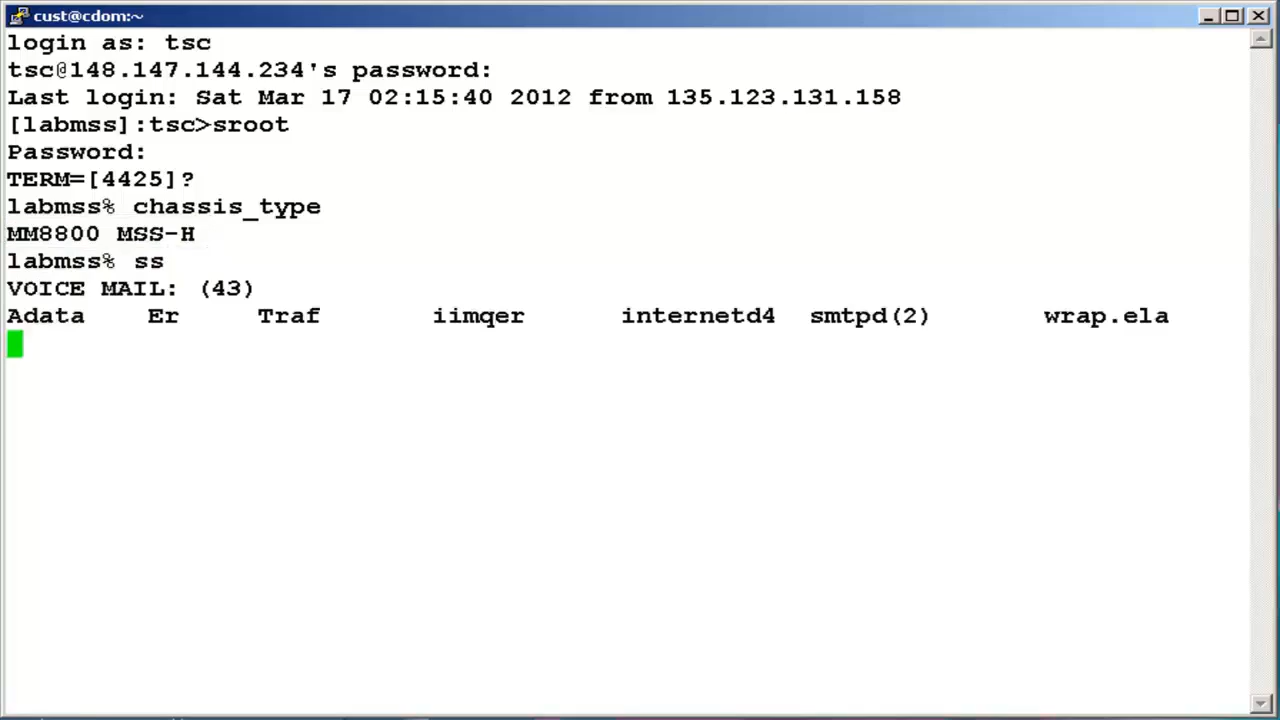 cust@cdom:~
login as: tsc
tsc@148.147.144.234's password:
Last login: Sat Mar 17 02:15:40 2012 from 135.123.131.158
[labmss]:tsc>sroot
Password:
TERM=[4425]?
labmss% chassis_type
MM8800 MSS-H
labmss% ss
VOICE MAIL: (43)
Adata Er Traf iimqer internetd4 smtpd(2) wrap.ela